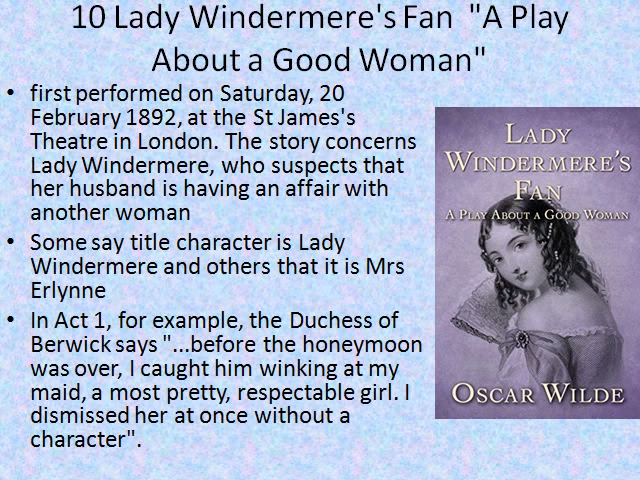 10 Lady Windermere's Fan "A Play
About a Good Woman"
• first performed on Saturday, 20
February 1892, at the St James's
Theatre in London. The story concerns
Lady Windermere, who suspects that
her husband is having an affair with
another woman
• Some say title character is Lady
Windermere and others that it is Mrs
Erlynne
• In Act 1, for example, the Duchess of
Berwick says "...before the honeymoon
was over, I caught him winking at my
maid, a most pretty, respectable girl. I
dismissed her at once without a
character".
LADY
WINDERMERE'S
FAN
A PLAY ABOUT A GOOD WOMAN
OSCAR WILDE